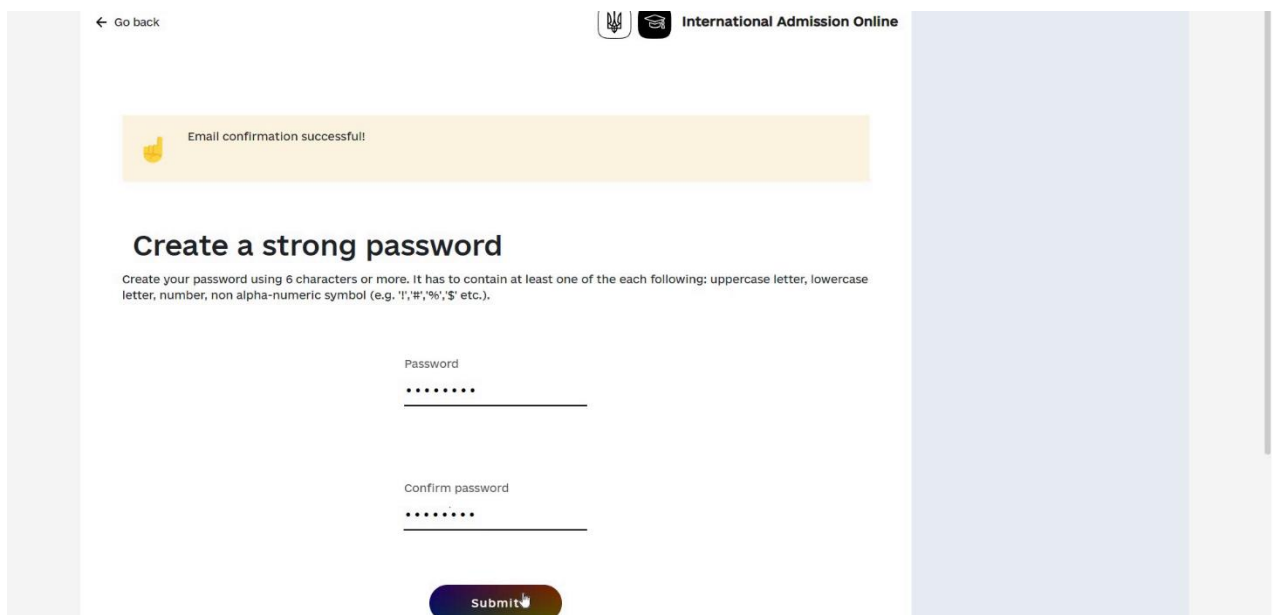 ← Go back
International Admission Online
Email confirmation successful!
Create a strong password
Create your password using 6 characters or more. It has to contain at least one of the each following: uppercase letter, lowercase
letter, number, non alpha-numeric symbol (e.g. '!','#','%','$' etc.).
Password
••••••••
Confirm password
••••••••
Submit